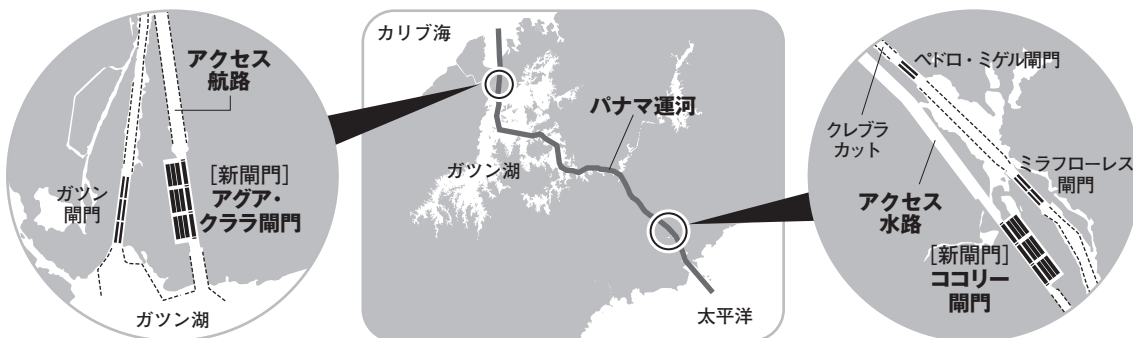 アクセス
航路
ガツン
閘門
［新閘門］
アグア・
クララ閘門
ガツン湖
カリブ海
パナマ運河
ガツン湖
太平洋
ペドロ・ミゲル閘門
クレブラ
カット
ミラフローレス
閘門
アクセス
水路
［新閘門］
ココリー
閘門